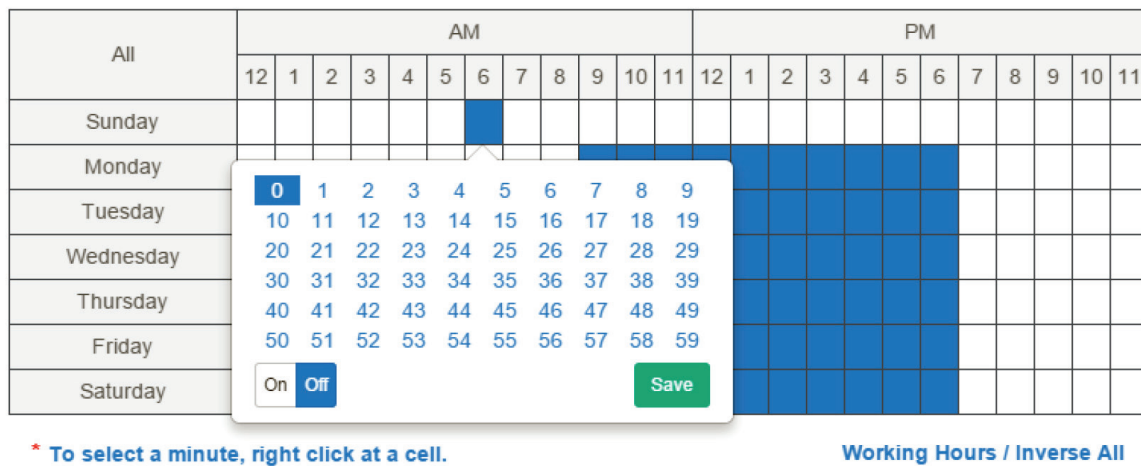 All AM PM
12 1 2 3 4 5 6 7 8 9 10 11 12 1 2 3 4 5 6 7 8 9 10 11
Sunday
Monday
Tuesday
Wednesday
Thursday
Friday
Saturday
0 1 2 3 4 5 6 7 8 9
10 11 12 13 14 15 16 17 18 19
20 21 22 23 24 25 26 27 28 29
30 31 32 33 34 35 36 37 38 39
40 41 42 43 44 45 46 47 48 49
50 51 52 53 54 55 56 57 58 59
On Off Save
* To select a minute, right click at a cell. Working Hours / Inverse All